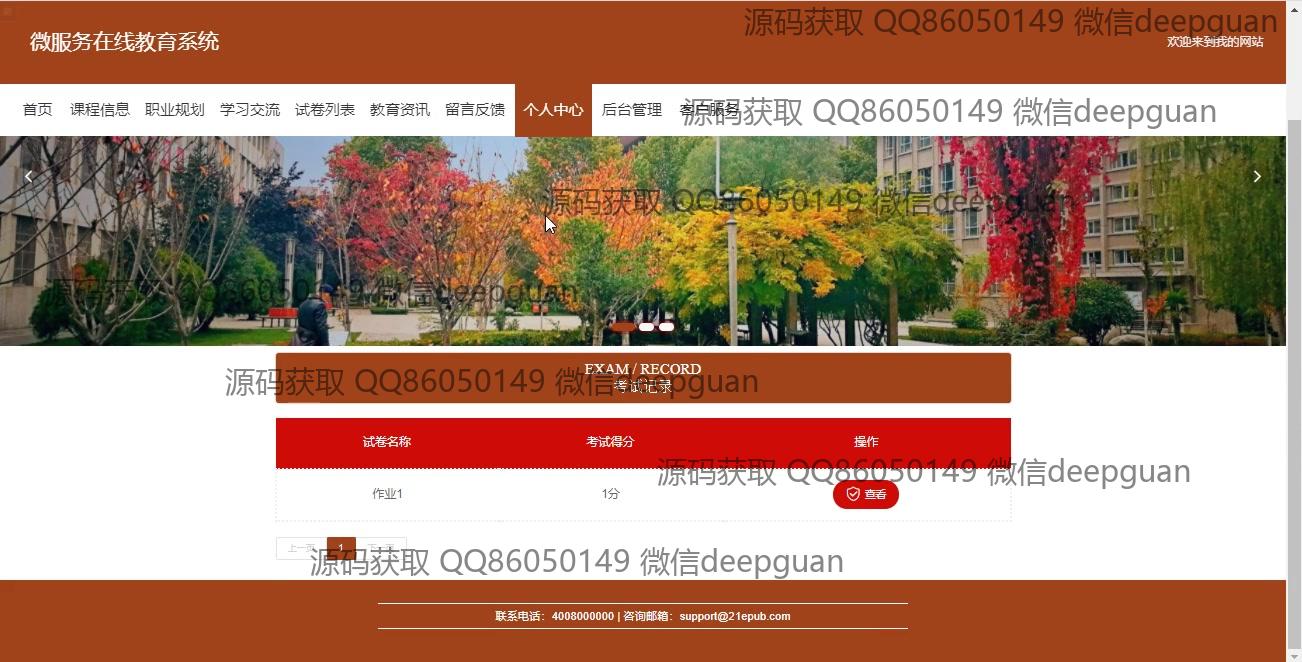 源码获取 QQ86050149 微信deepguan
微服务在线教育系统
欢迎来到我的网站
首页 课程信息 职业规划 学习交流 试卷列表 教育资讯 留言反馈 个人中心 后台管理 客户服务
源码获取 QQ86050149 微信deepguan
源码获取 QQ86050149 微信deepguan
源码获取 QQ86050149 微信deepguan
EXAM / RECORD
考试记录
源码获取 QQ86050149 微信deepguan
试卷名称 考试得分 操作
源码获取 QQ86050149 微信deepguan
作业1 1分 查看
上一页 1 下一页
源码获取 QQ86050149 微信deepguan
联系电话：4008000000 | 咨询邮箱：support@21epub.com